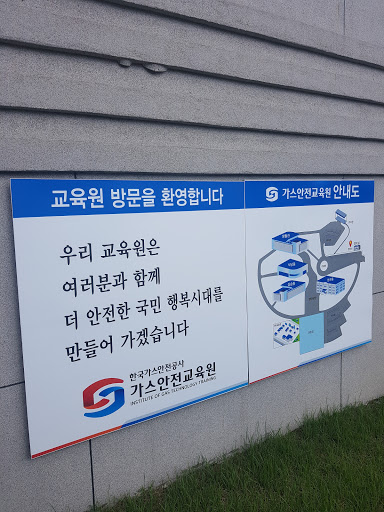 교육원 방문을 환영합니다
우리 교육원은
여러분과 함께
더 안전한 국민 행복시대를
만들어 가겠습니다
한국가스안전공사
가스안전교육원
INSTITUTE OF GAS TECHNOLOGY TRAINING
가스안전교육원 안내도